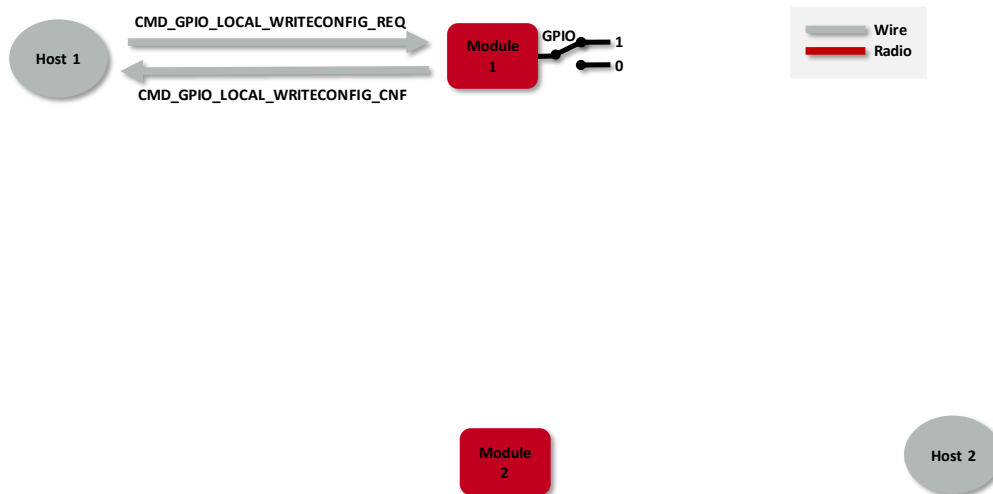 CMD_GPIO_LOCAL_WRITECONFIG_REQ
Host 1
Module
1
GPIO
1
0
CMD_GPIO_LOCAL_WRITECONFIG_CNF
Wire
Radio
Module
2
Host 2